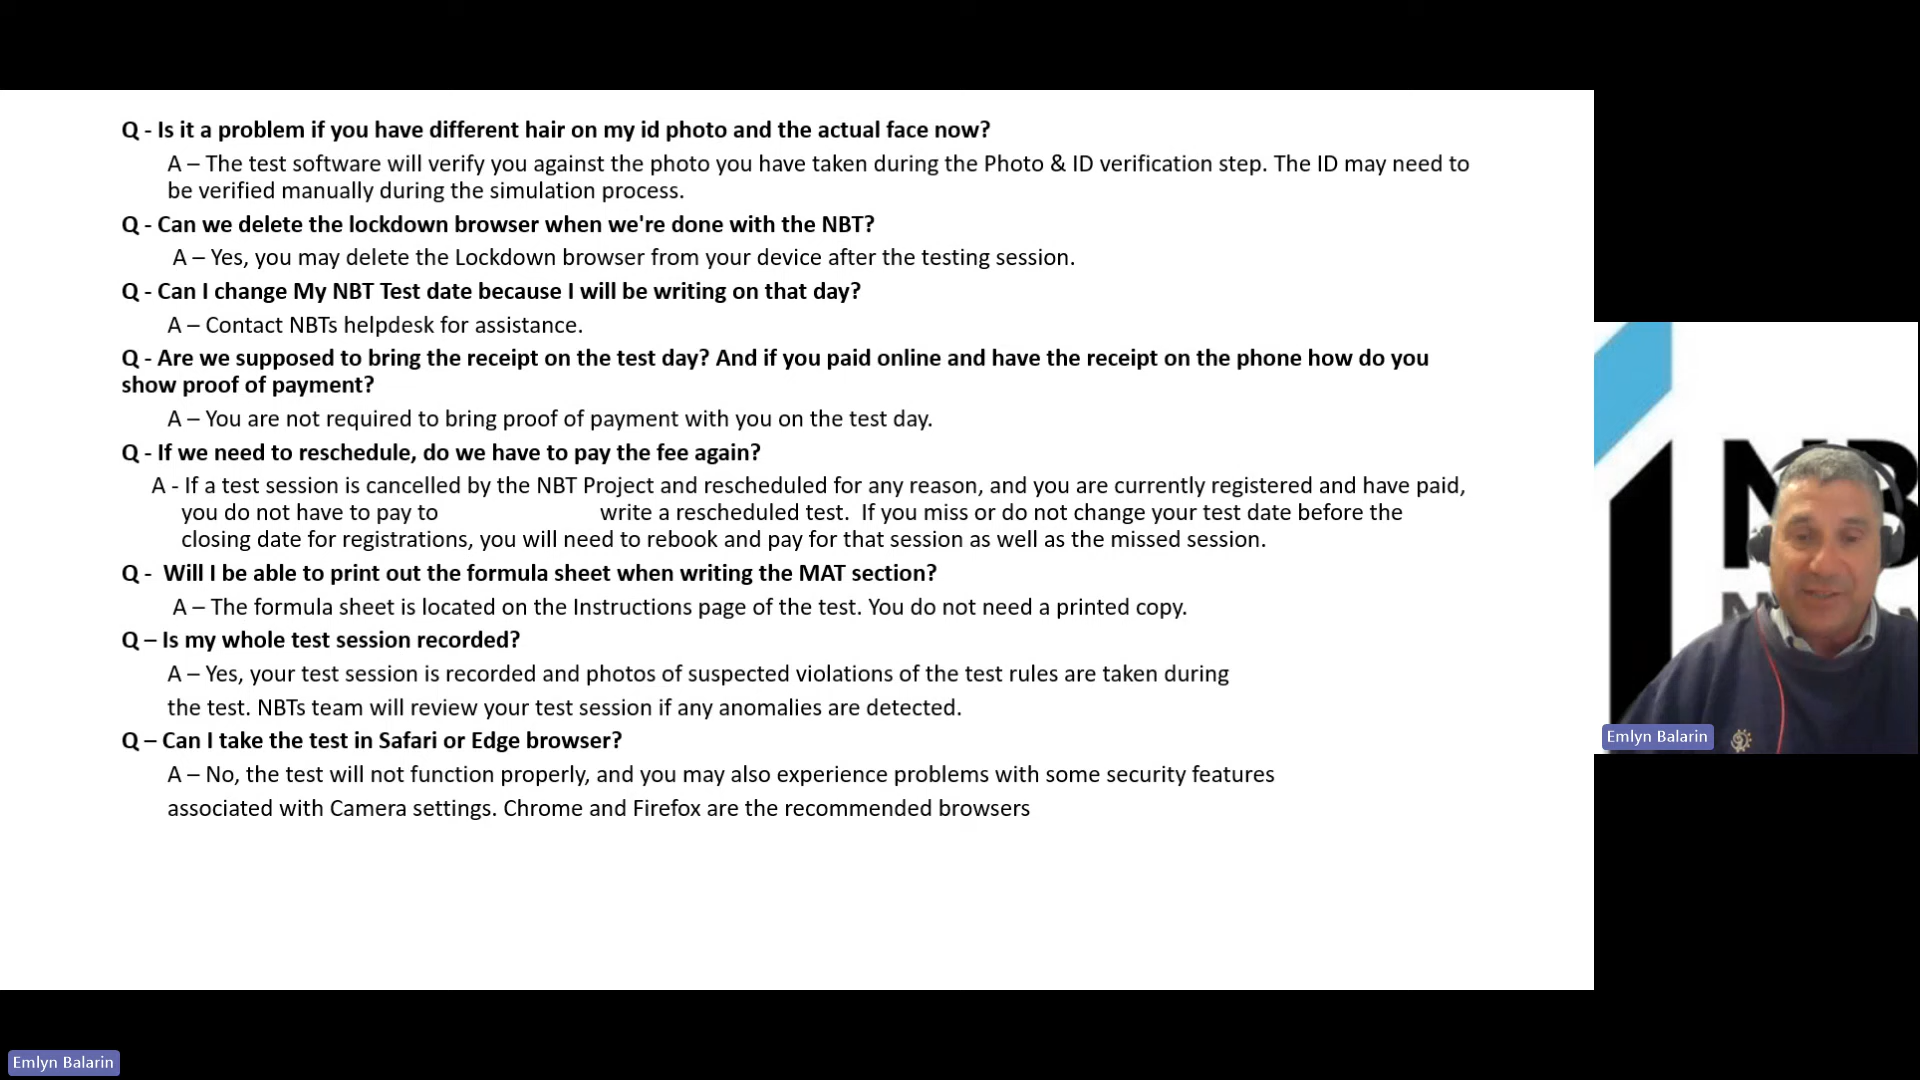 Q - Is it a problem if you have different hair on my id photo and the actual face now?
A – The test software will verify you against the photo you have taken during the Photo & ID verification step. The ID may need to
be verified manually during the simulation process.
Q - Can we delete the lockdown browser when we're done with the NBT?
A – Yes, you may delete the Lockdown browser from your device after the testing session.
Q - Can I change My NBT Test date because I will be writing on that day?
A – Contact NBTs helpdesk for assistance.
Q - Are we supposed to bring the receipt on the test day? And if you paid online and have the receipt on the phone how do you
show proof of payment?
A – You are not required to bring proof of payment with you on the test day.
Q - If we need to reschedule, do we have to pay the fee again?
A - If a test session is cancelled by the NBT Project and rescheduled for any reason, and you are currently registered and have paid,
you do not have to pay to write a rescheduled test.  If you miss or do not change your test date before the
closing date for registrations, you will need to rebook and pay for that session as well as the missed session.
Q -  Will I be able to print out the formula sheet when writing the MAT section?
A – The formula sheet is located on the Instructions page of the test. You do not need a printed copy.
Q – Is my whole test session recorded?
A – Yes, your test session is recorded and photos of suspected violations of the test rules are taken during
the test. NBTs team will review your test session if any anomalies are detected.
Q – Can I take the test in Safari or Edge browser?
A – No, the test will not function properly, and you may also experience problems with some security features
associated with Camera settings. Chrome and Firefox are the recommended browsers
NB
Emlyn Balarin
Emlyn Balarin